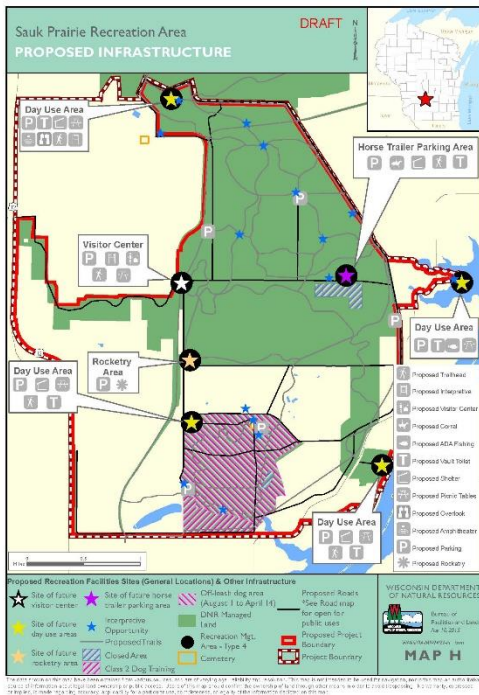 Sauk Prairie Recreation Area
PROPOSED INFRASTRUCTURE
DRAFT
Day Use Area
P
T
Horse Trailer Parking Area
P
T
Visitor Center
P
Day Use Area
P T
Rocketry
Area
P
Day Use Area
P
T
Day Use Area
P
T
P
P
P
P
P
Proposed Trailhead
Proposed Interpretive
Proposed Visitor Center
Proposed Corral
Proposed ADA Fishing
T Proposed Vault Toilet
Proposed Shelter
Proposed Picnic Tables
Proposed Overlook
Proposed Amphitheater
P Proposed Parking
Proposed Rocketry
Proposed Recreation Facilities Sites (General Locations) & Other Infrastructure
Site of future
visitor center
Site of future
day use areas
Site of future
rocketry area
Site of future horse
trailer parking area
Interpretive
Opportunity
Proposed Trails
Closed Area
Class 2 Dog Training
Off-leash dog area
(August 1 to April 14)
DNR Managed
Land
Recreation Mgt.
Area - Type 4
Cemetery
Proposed Roads
*See Road map
for open for
public uses
Proposed Project
Boundary
Project Boundary
WISCONSIN DEPARTMENT
OF NATURAL RESOURCES
Bureau of
MAP H